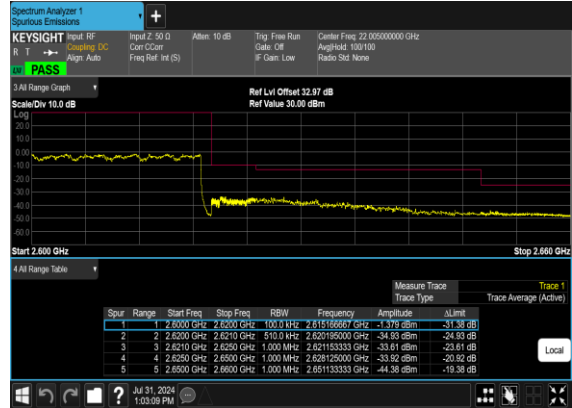 Spectrum Analyzer 1
Spurious Emissions
+
KEYSIGHT Input: RF Input Z: 50 Ω Atten: 10 dB Trig: Free Run Center Freq: 22.005000000 GHz
R T Coupling: DC Corr CCorr Gate: Off Avg|Hold: 100/100
Align: Auto Freq Ref: Int (S) IF Gain: Low Radio Std: None
PASS
3 All Range Graph
Ref Lvl Offset 32.97 dB
Scale/Div 10.0 dB Ref Value 30.00 dBm
Log
20.0
10.0
0.00
-10.0
-20.0
-30.0
-40.0
-50.0
-60.0
Start 2.600 GHz Stop 2.660 GHz
4 All Range Table
Measure Trace Trace 1
Trace Type Trace Average (Active)
Spur Range Start Freq Stop Freq RBW Frequency Amplitude ΔLimit
1 1 2.6000 GHz 2.6200 GHz 100.0 kHz 2.615166667 GHz -1.379 dBm -31.38 dB
2 2 2.6200 GHz 2.6210 GHz 510.0 kHz 2.620195000 GHz -34.93 dBm -24.93 dB
3 3 2.6210 GHz 2.6250 GHz 1.000 MHz 2.621153333 GHz -33.61 dBm -23.61 dB
4 4 2.6250 GHz 2.6500 GHz 1.000 MHz 2.628125000 GHz -33.92 dBm -20.92 dB
5 5 2.6500 GHz 2.6600 GHz 1.000 MHz 2.651133333 GHz -44.38 dBm -19.38 dB
Local
? Jul 31, 2024
1:03:09 PM